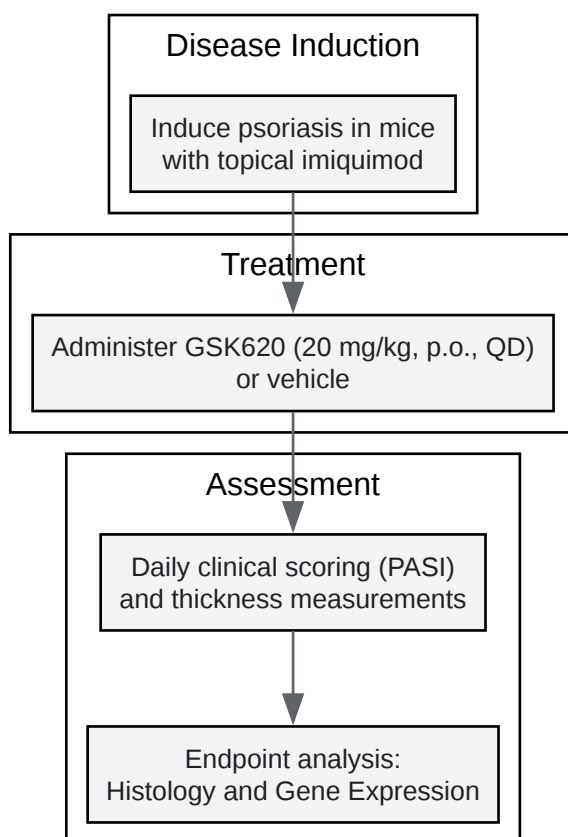 Disease Induction
Induce psoriasis in mice
with topical imiquimod
Treatment
Administer GSK620 (20 mg/kg, p.o., QD)
or vehicle
Assessment
Daily clinical scoring (PASI)
and thickness measurements
Endpoint analysis:
Histology and Gene Expression